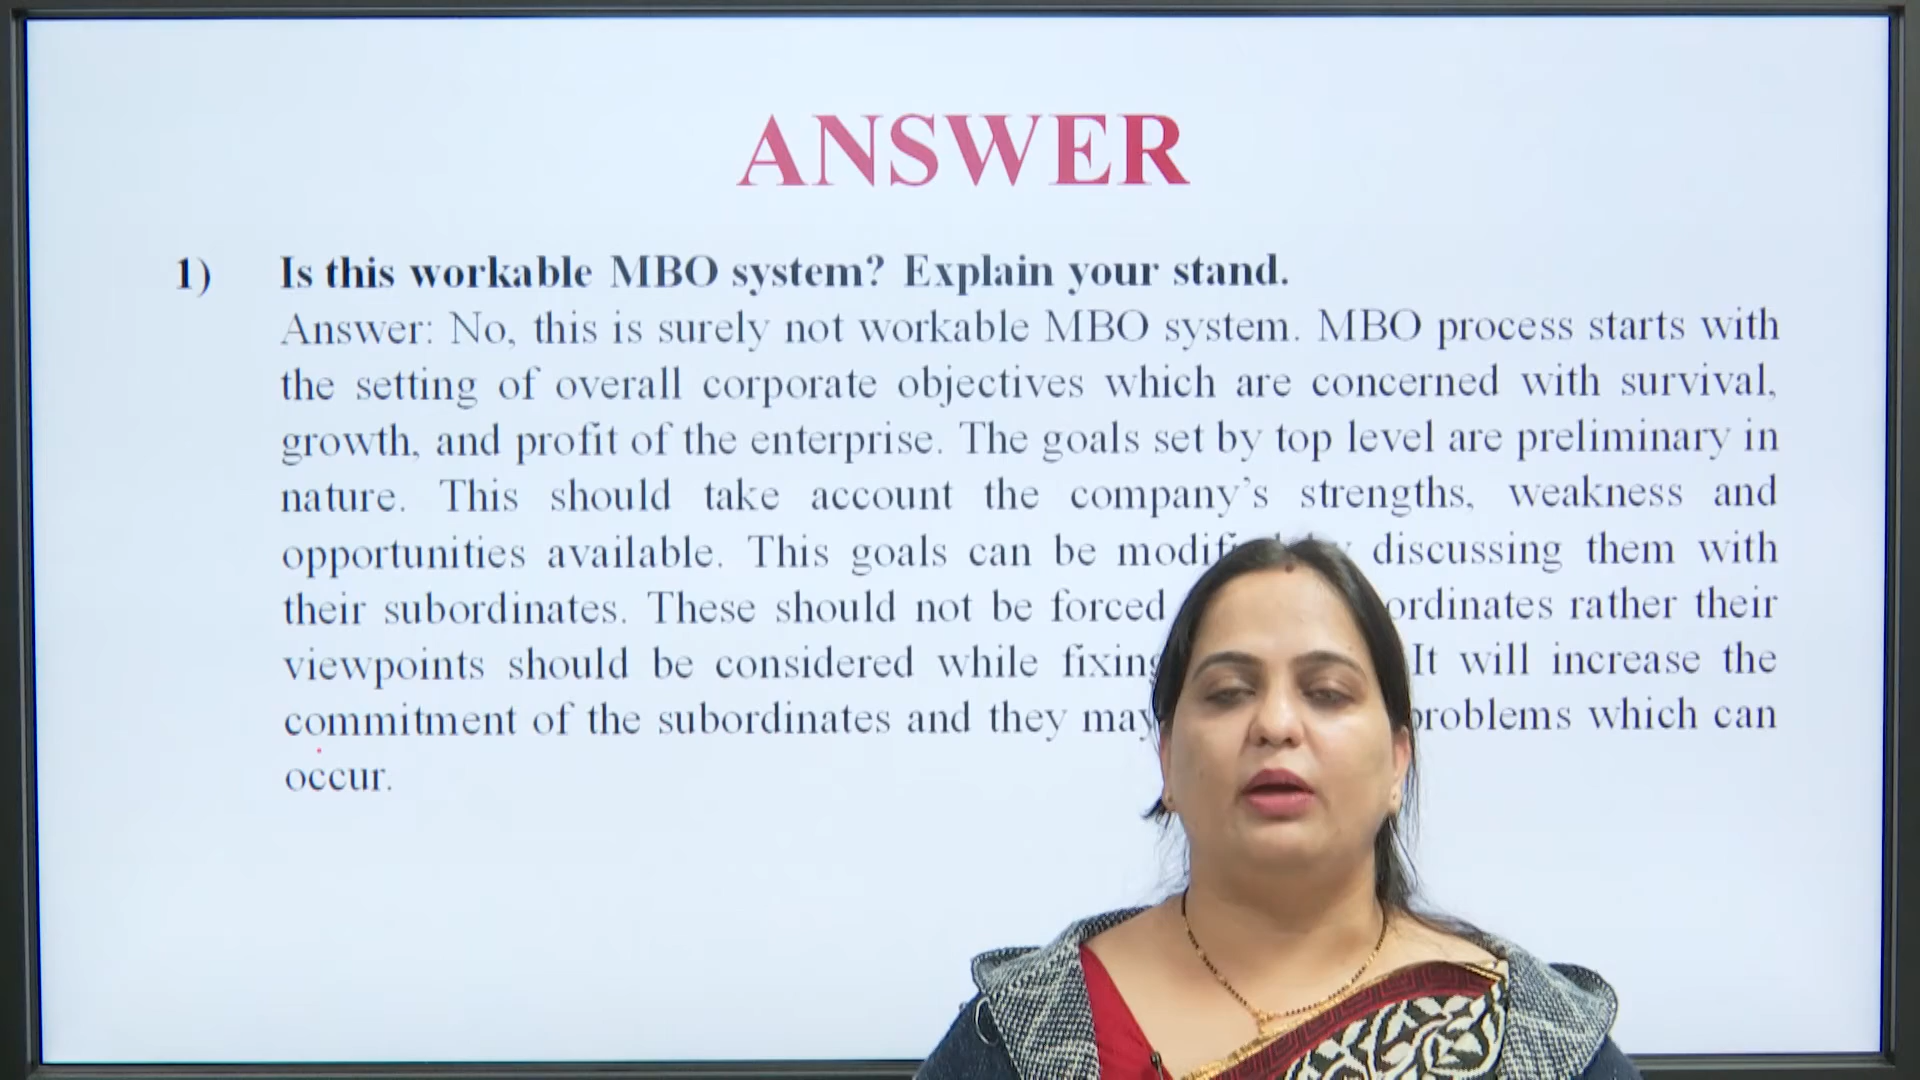 ANSWER
1) Is this workable MBO system? Explain your stand.
Answer: No, this is surely not workable MBO system. MBO process starts with
the setting of overall corporate objectives which are concerned with survival,
growth, and profit of the enterprise. The goals set by top level are preliminary in
nature. This should take account the company's strengths, weakness and
opportunities available. This goals can be discussing them with
their subordinates. These should not be forced rather their
viewpoints should be considered while It will increase the
commitment of the subordinates and they may problems which can
occur.